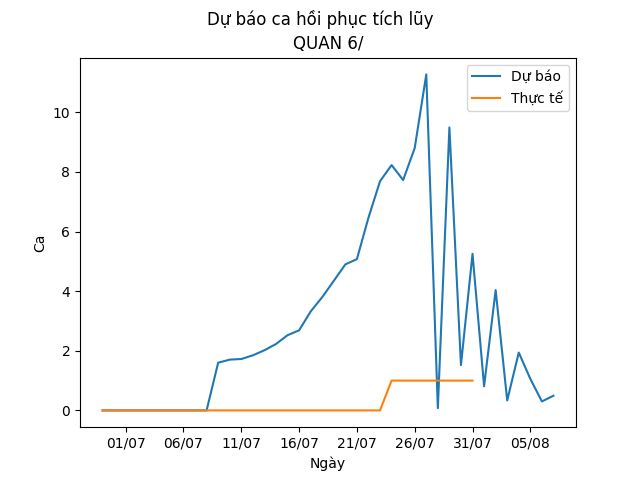 Dự báo ca hồi phục tích lũy
QUAN 6/
Dự báo
Thực tế
Ca
10
8
6
4
2
0
01/07 06/07 11/07 16/07 21/07 26/07 31/07 05/08
Ngày